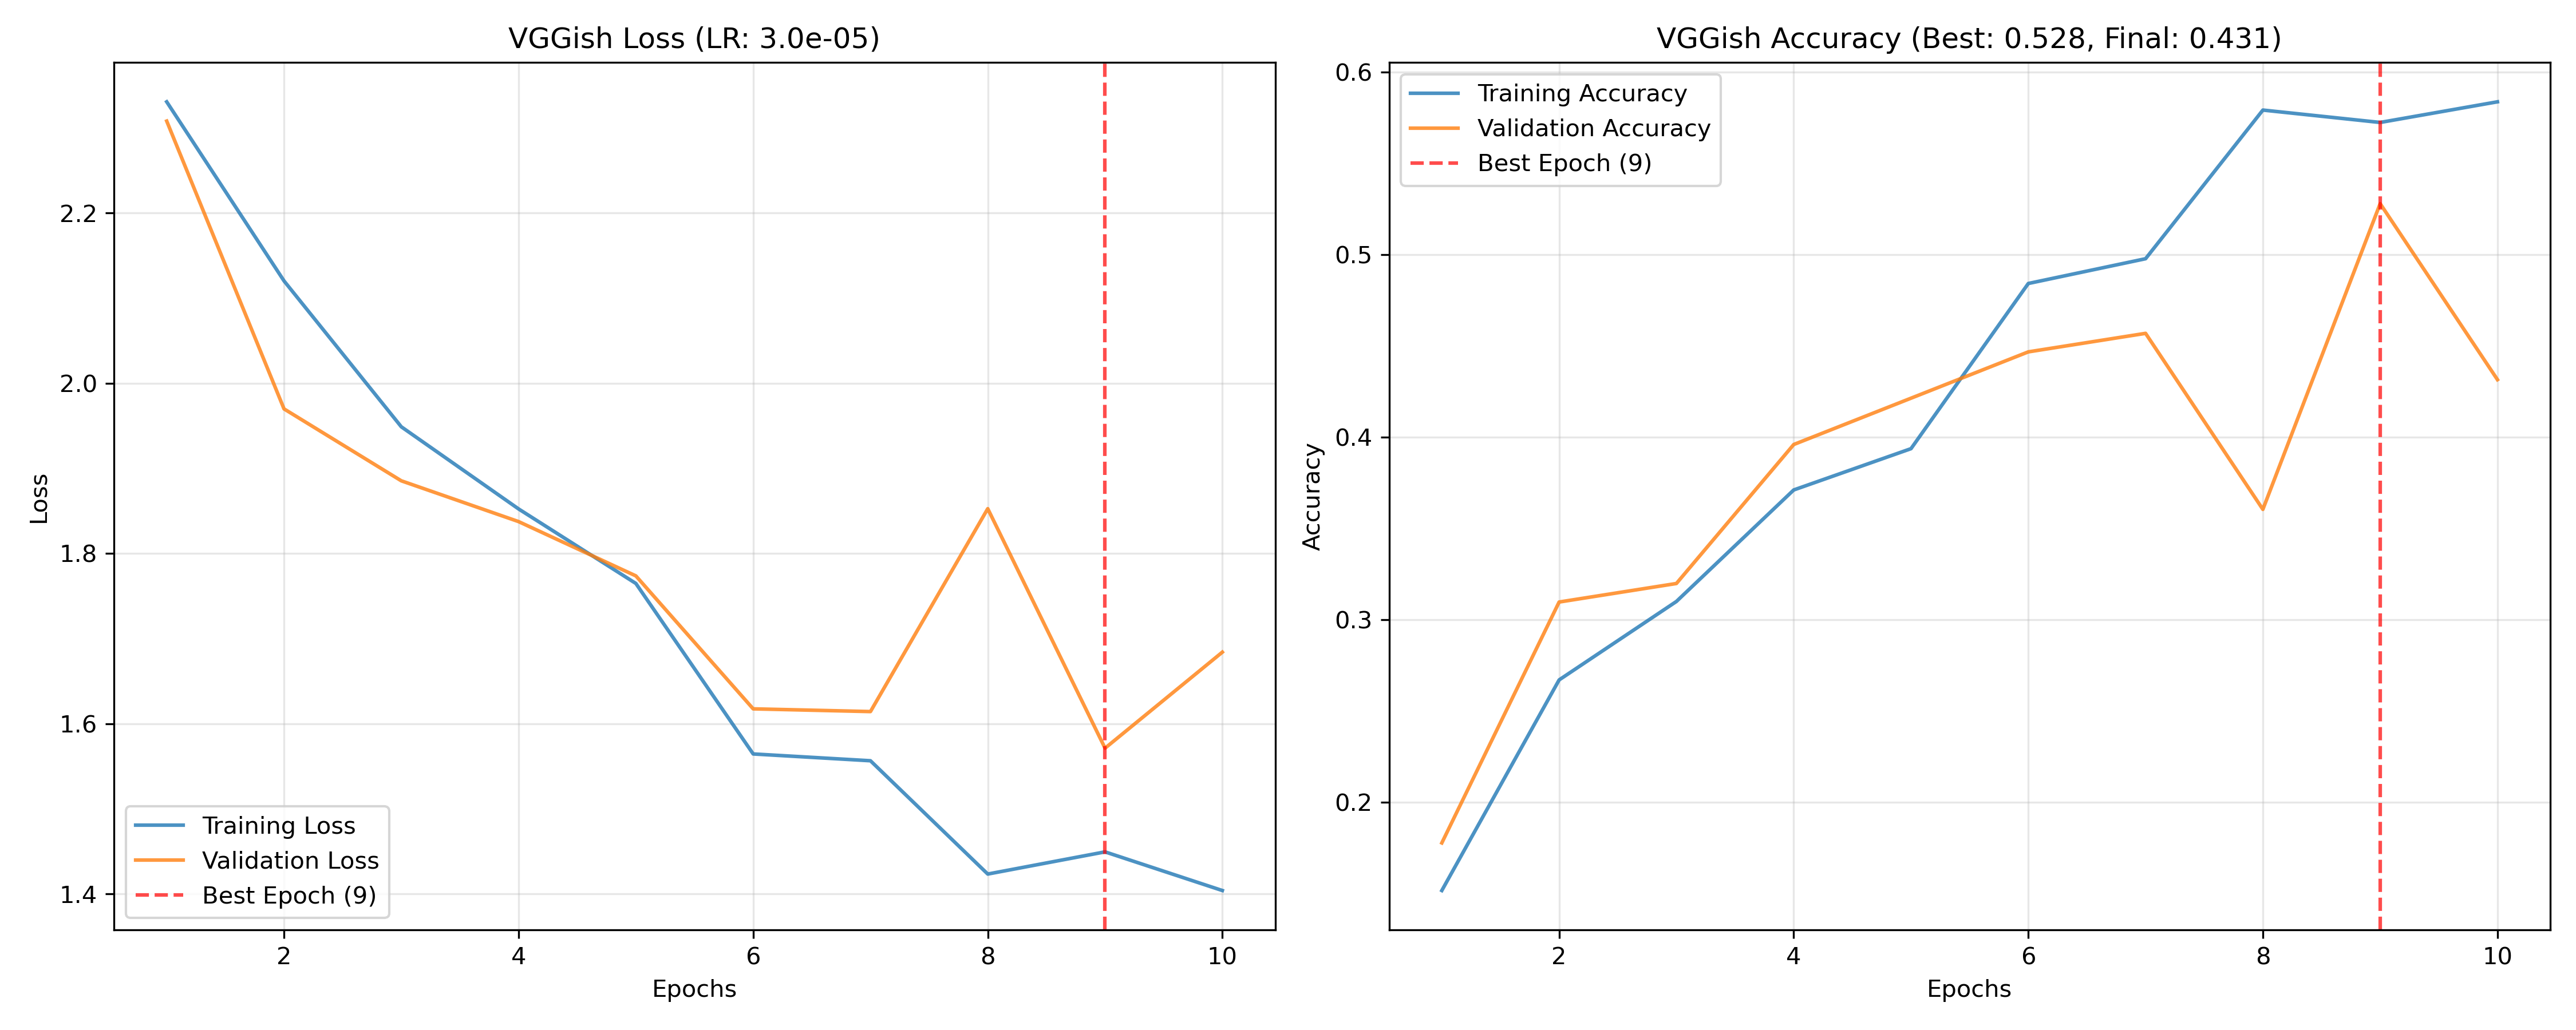 VGGish Loss (LR: 3.0e-05)
Loss
2.2
2.0
1.8
1.6
1.4
Training Loss
Validation Loss
Best Epoch (9)
2 4 6 8 10
Epochs
VGGish Accuracy (Best: 0.528, Final: 0.431)
Accuracy
0.6
0.5
0.4
0.3
0.2
Training Accuracy
Validation Accuracy
Best Epoch (9)
2 4 6 8 10
Epochs